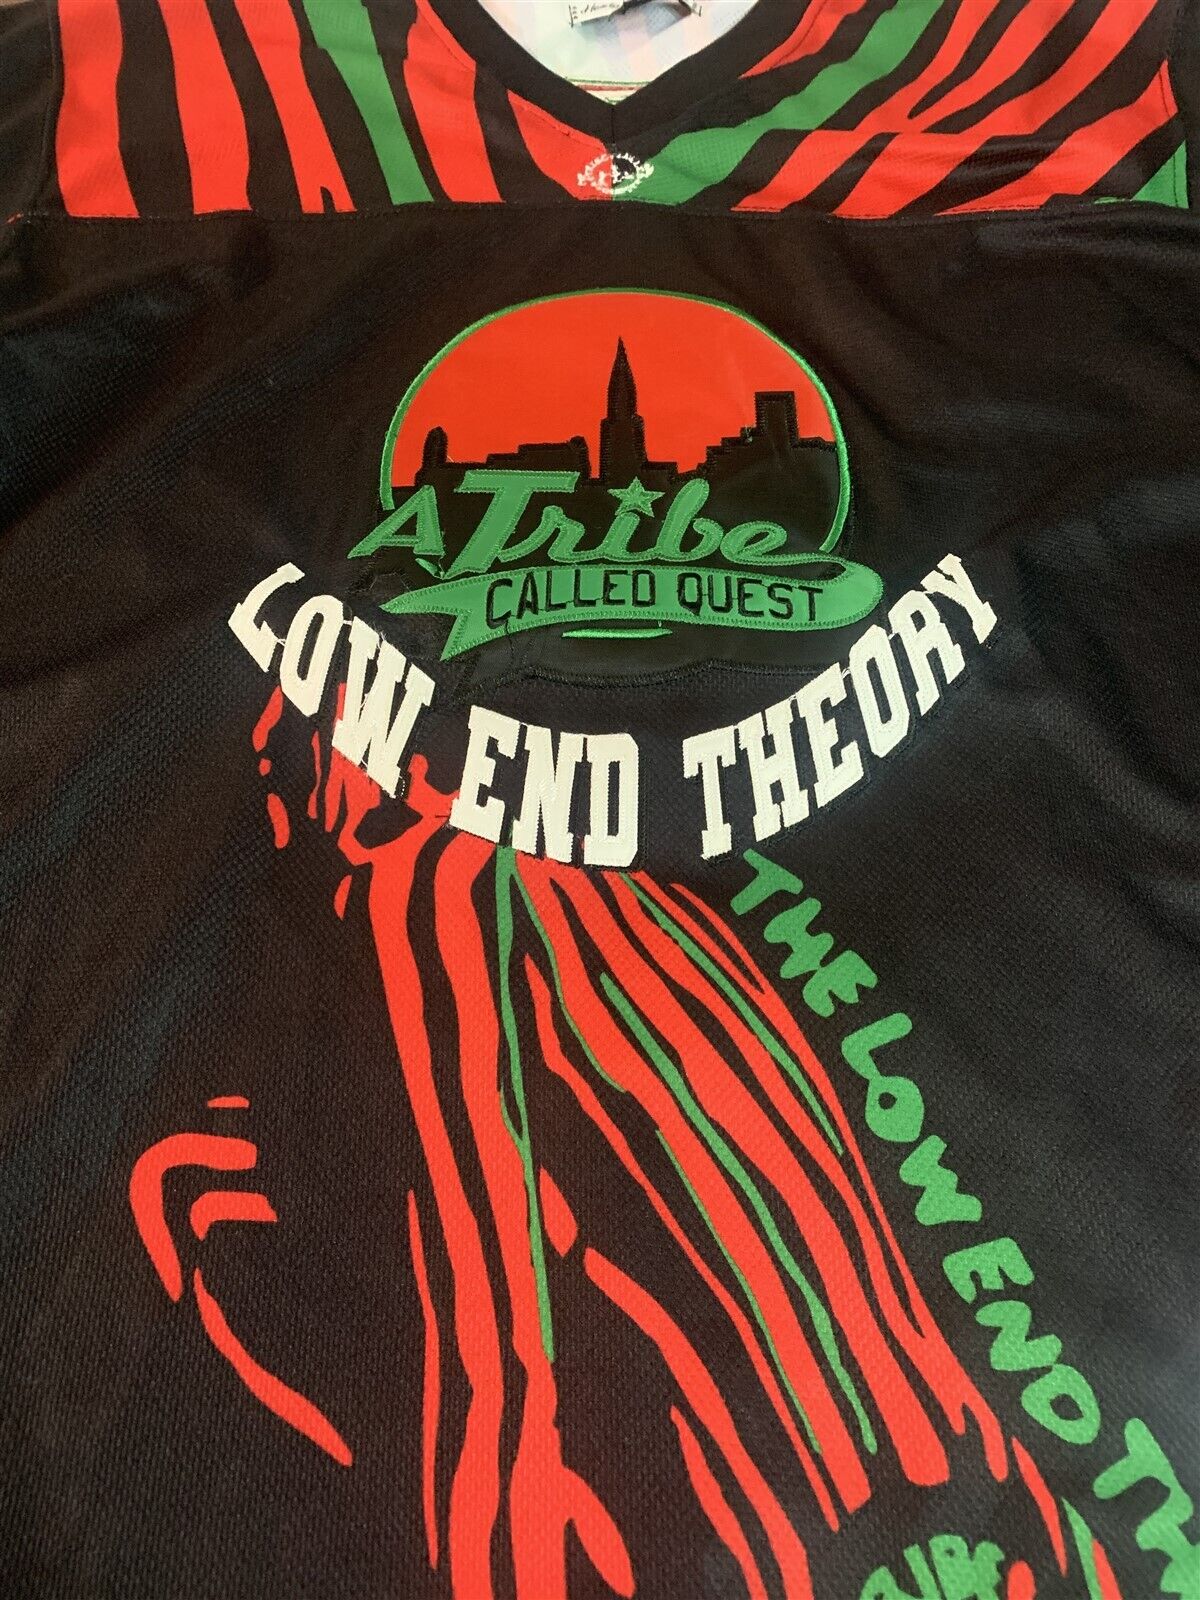 A Tribe
CALLED QUEST
LOW END THEORY
THE LOW END TH